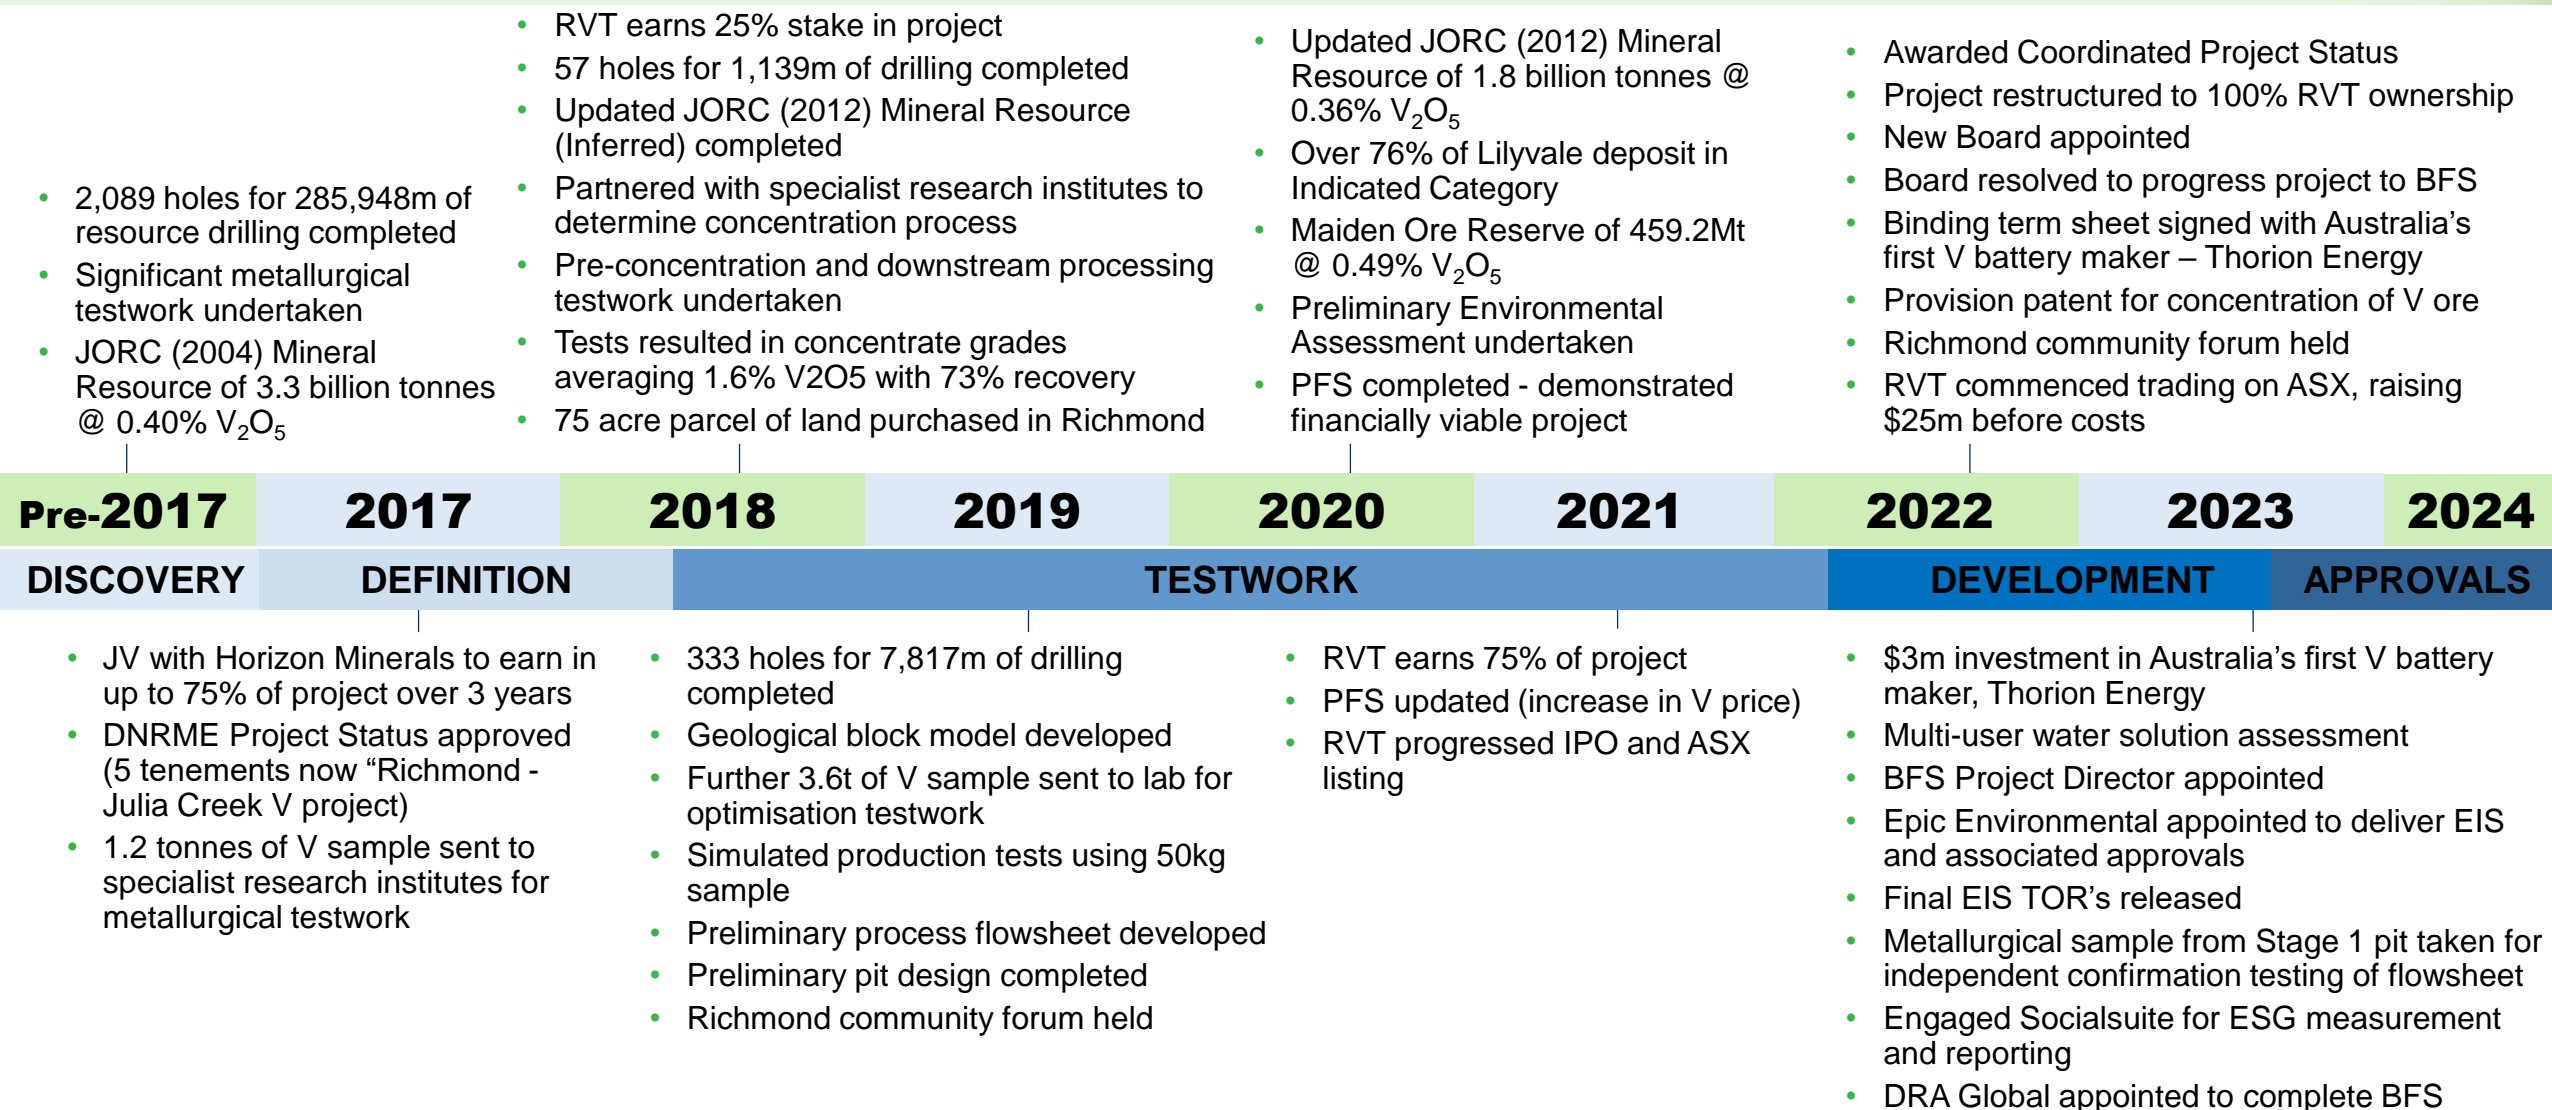 • 2,089 holes for 285,948m of
resource drilling completed
• Significant metallurgical
testwork undertaken
• JORC (2004) Mineral
Resource of 3.3 billion tonnes
@ 0.40% V₂O₅
• RVT earns 25% stake in project
• 57 holes for 1,139m of drilling completed
• Updated JORC (2012) Mineral Resource
(Inferred) completed
• Partnered with specialist research institutes to
determine concentration process
• Pre-concentration and downstream processing
testwork undertaken
• Tests resulted in concentrate grades
averaging 1.6% V2O5 with 73% recovery
• 75 acre parcel of land purchased in Richmond
• Updated JORC (2012) Mineral
Resource of 1.8 billion tonnes @
0.36% V₂O₅
• Over 76% of Lilyvale deposit in
Indicated Category
• Maiden Ore Reserve of 459.2Mt
@ 0.49% V₂O₅
• Preliminary Environmental
Assessment undertaken
• PFS completed - demonstrated
financially viable project
• Awarded Coordinated Project Status
• Project restructured to 100% RVT ownership
• New Board appointed
• Board resolved to progress project to BFS
• Binding term sheet signed with Australia’s
first V battery maker – Thorion Energy
• Provision patent for concentration of V ore
• Richmond community forum held
• RVT commenced trading on ASX, raising
$25m before costs
Pre-2017 2017 2018 2019 2020 2021 2022 2023 2024
DISCOVERY DEFINITION TESTWORK DEVELOPMENT APPROVALS
• JV with Horizon Minerals to earn in
up to 75% of project over 3 years
• DNRME Project Status approved
(5 tenements now “Richmond -
Julia Creek V project)
• 1.2 tonnes of V sample sent to
specialist research institutes for
metallurgical testwork
• 333 holes for 7,817m of drilling
completed
• Geological block model developed
• Further 3.6t of V sample sent to lab for
optimisation testwork
• Simulated production tests using 50kg
sample
• Preliminary process flowsheet developed
• Preliminary pit design completed
• Richmond community forum held
• RVT earns 75% of project
• PFS updated (increase in V price)
• RVT progressed IPO and ASX
listing
• $3m investment in Australia’s first V battery
maker, Thorion Energy
• Multi-user water solution assessment
• BFS Project Director appointed
• Epic Environmental appointed to deliver EIS
and associated approvals
• Final EIS TOR’s released
• Metallurgical sample from Stage 1 pit taken for
independent confirmation testing of flowsheet
• Engaged Socialsuite for ESG measurement
and reporting
• DRA Global appointed to complete BFS